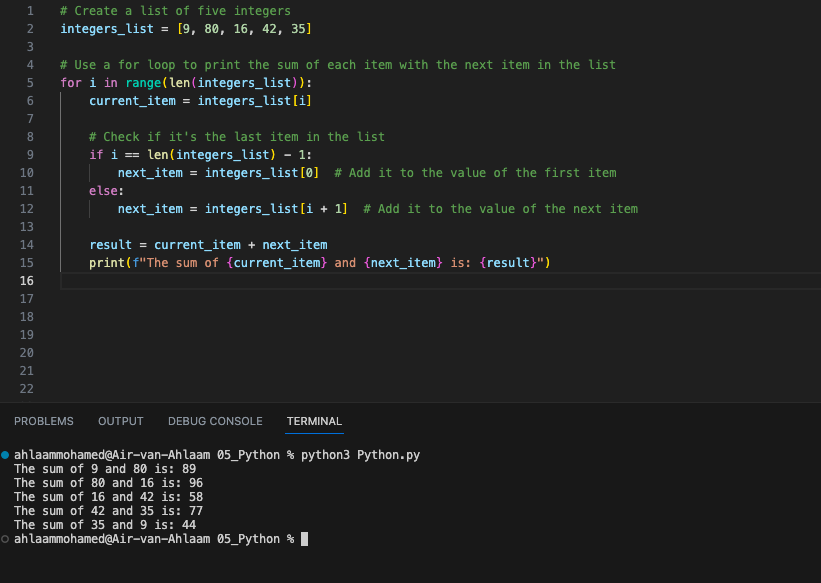 1 # Create a list of five integers
2 integers_list = [9, 80, 16, 42, 35]
3
4 # Use a for loop to print the sum of each item with the next item in the list
5 for i in range(len(integers_list)):
6     current_item = integers_list[i]
7
8     # Check if it's the last item in the list
9     if i == len(integers_list) - 1:
10         next_item = integers_list[0]  # Add it to the value of the first item
11     else:
12         next_item = integers_list[i + 1]  # Add it to the value of the next item
13
14     result = current_item + next_item
15     print(f"The sum of {current_item} and {next_item} is: {result}")
16
17
18
19
20
21
22
PROBLEMS OUTPUT DEBUG CONSOLE TERMINAL
ahlaammohamed@Air-van-Ahlaam 05_Python % python3 Python.py
The sum of 9 and 80 is: 89
The sum of 80 and 16 is: 96
The sum of 16 and 42 is: 58
The sum of 42 and 35 is: 77
The sum of 35 and 9 is: 44
ahlaammohamed@Air-van-Ahlaam 05_Python %